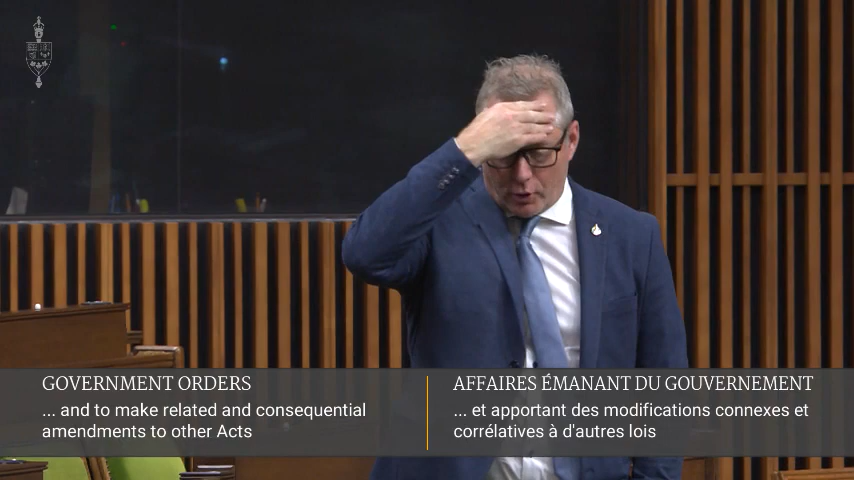 GOVERNMENT ORDERS
... and to make related and consequential
amendments to other Acts
AFFAIRES ÉMANANT DU GOUVERNEMENT
... et apportant des modifications connexes et
corrélatives à d'autres lois